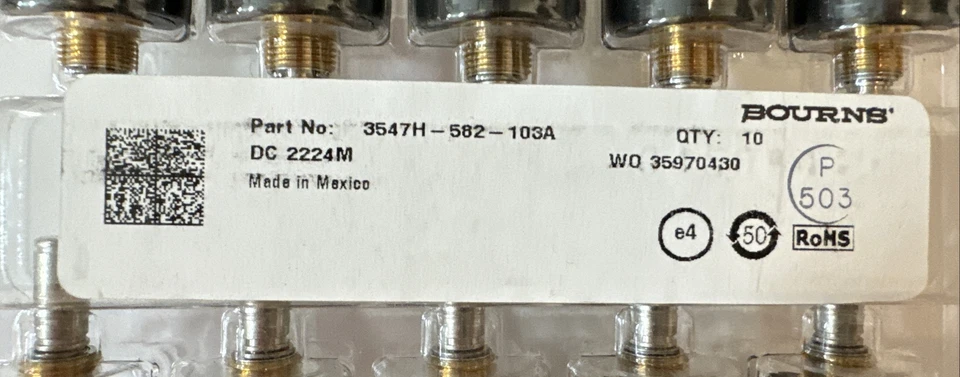 BOURNS®
Part No: 3547H-582-103A
QTY: 10
DC 2224M
WO 35970430
Made in Mexico
P
503
e4
50
RoHS